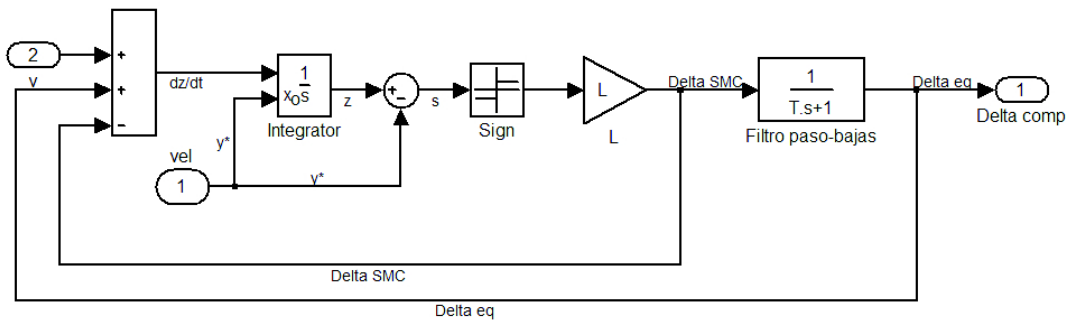 2
v
+
+
−
dz/dt
y*
vel
1
y*
1
x₀ s
Integrator
z
+
−
s
Sign
L
L
Delta SMC
1
T.s+1
Filtro paso-bajas
Delta eq
1
Delta comp
Delta SMC
Delta eq